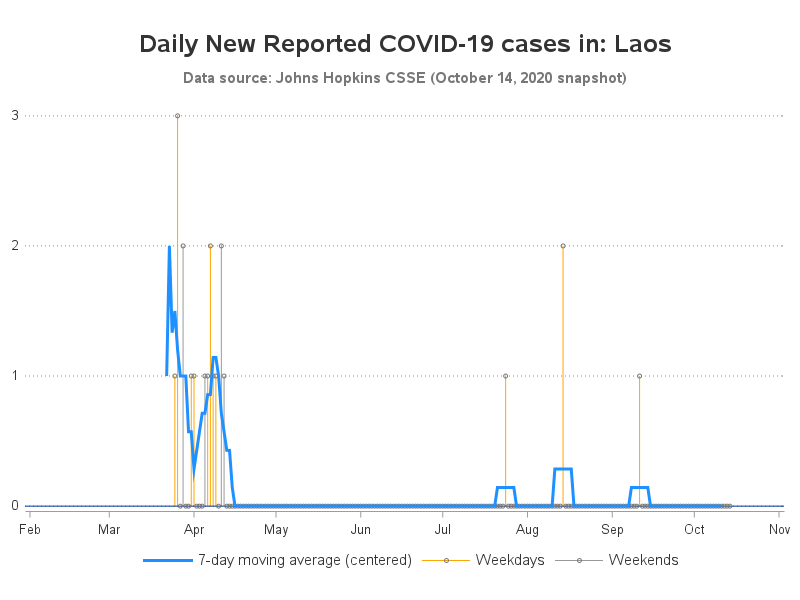 Daily New Reported COVID-19 cases in: Laos
Data source: Johns Hopkins CSSE (October 14, 2020 snapshot)
3
2
1
0
Feb Mar Apr May Jun Jul Aug Sep Oct Nov
7-day moving average (centered) Weekdays Weekends